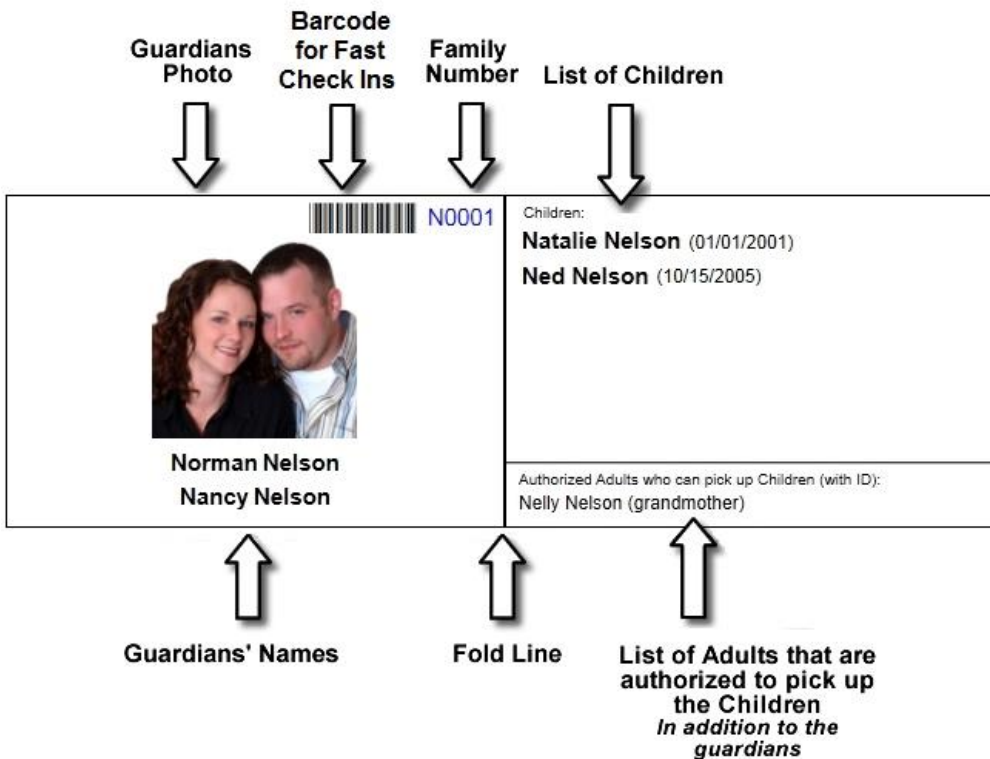 Guardians
Photo
Barcode
for Fast
Check Ins
Family
Number
List of Children
N0001
Children:
Natalie Nelson (01/01/2001)
Ned Nelson (10/15/2005)
Norman Nelson
Nancy Nelson
Authorized Adults who can pick up Children (with ID):
Nelly Nelson (grandmother)
Guardians' Names
Fold Line
List of Adults that are
authorized to pick up
the Children
In addition to the
guardians